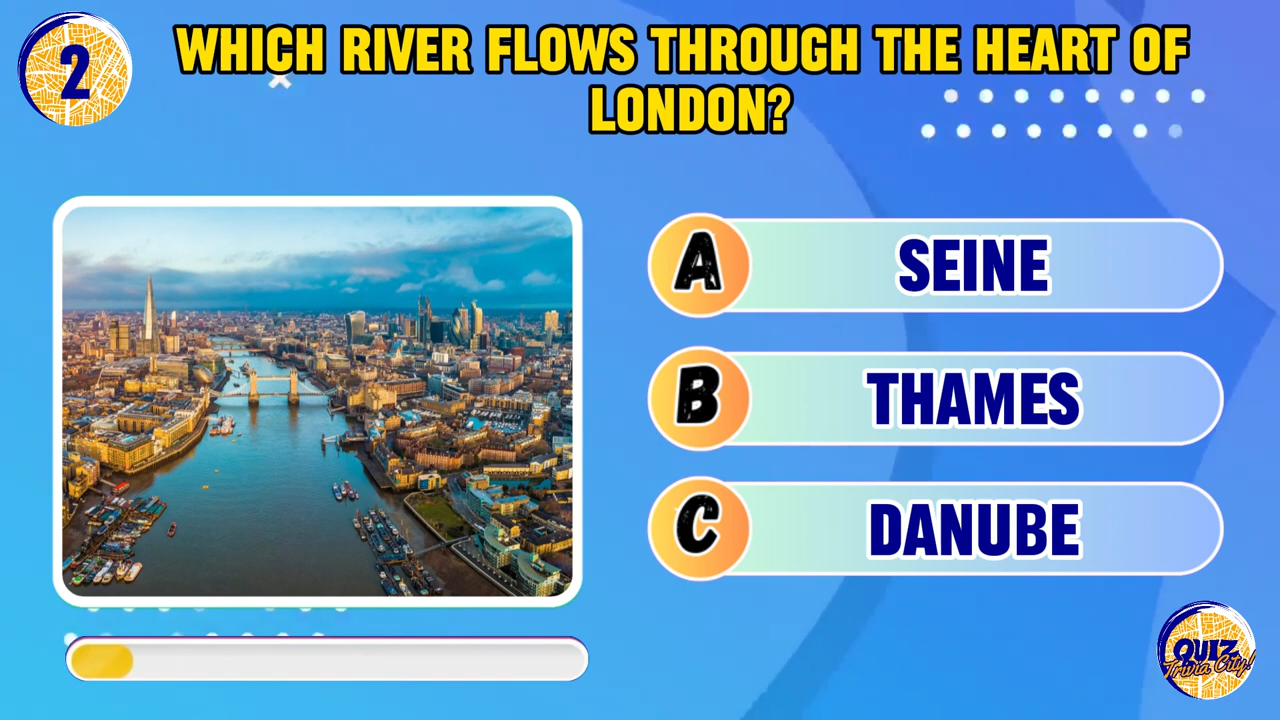 2
WHICH RIVER FLOWS THROUGH THE HEART OF
LONDON?
A
SEINE
B
THAMES
C
DANUBE
QUIZ
Trivia City!